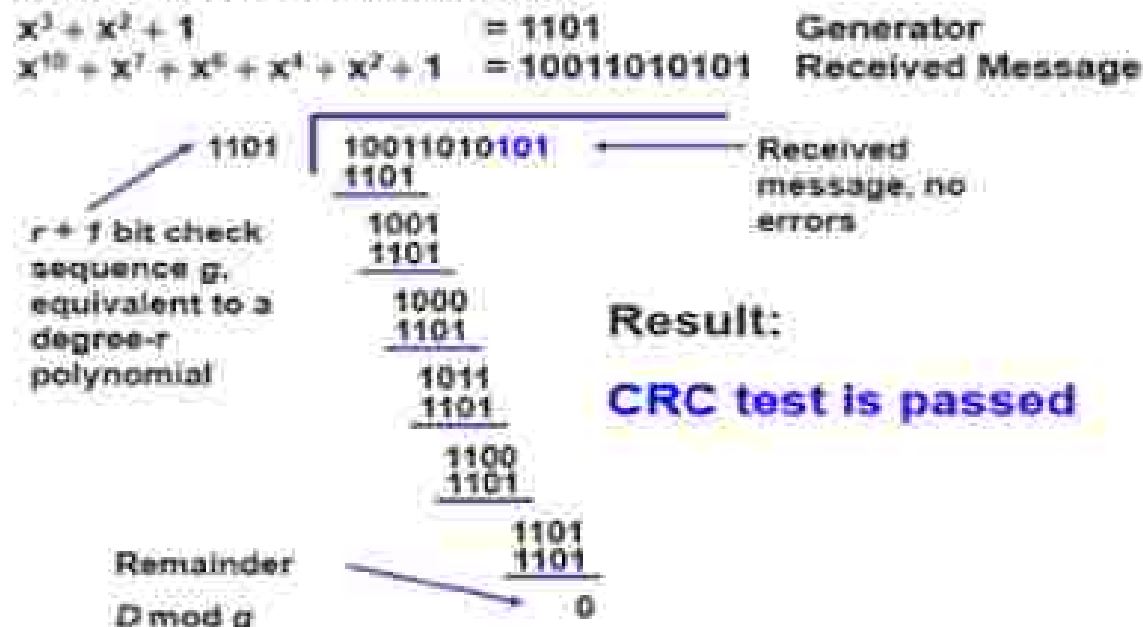 x³ + x² + 1 = 1101 Generator
x¹⁰ + x⁷ + x⁶ + x⁴ + x² + 1 = 10011010101 Received Message
1101 10011010101
1101
1001
1101
1000
1101
1011
1101
1100
1101
1101
1101
0
r + 1 bit check
sequence g,
equivalent to a
degree-r
polynomial
Received
message, no
errors
Result:
CRC test is passed
Remainder
D mod g